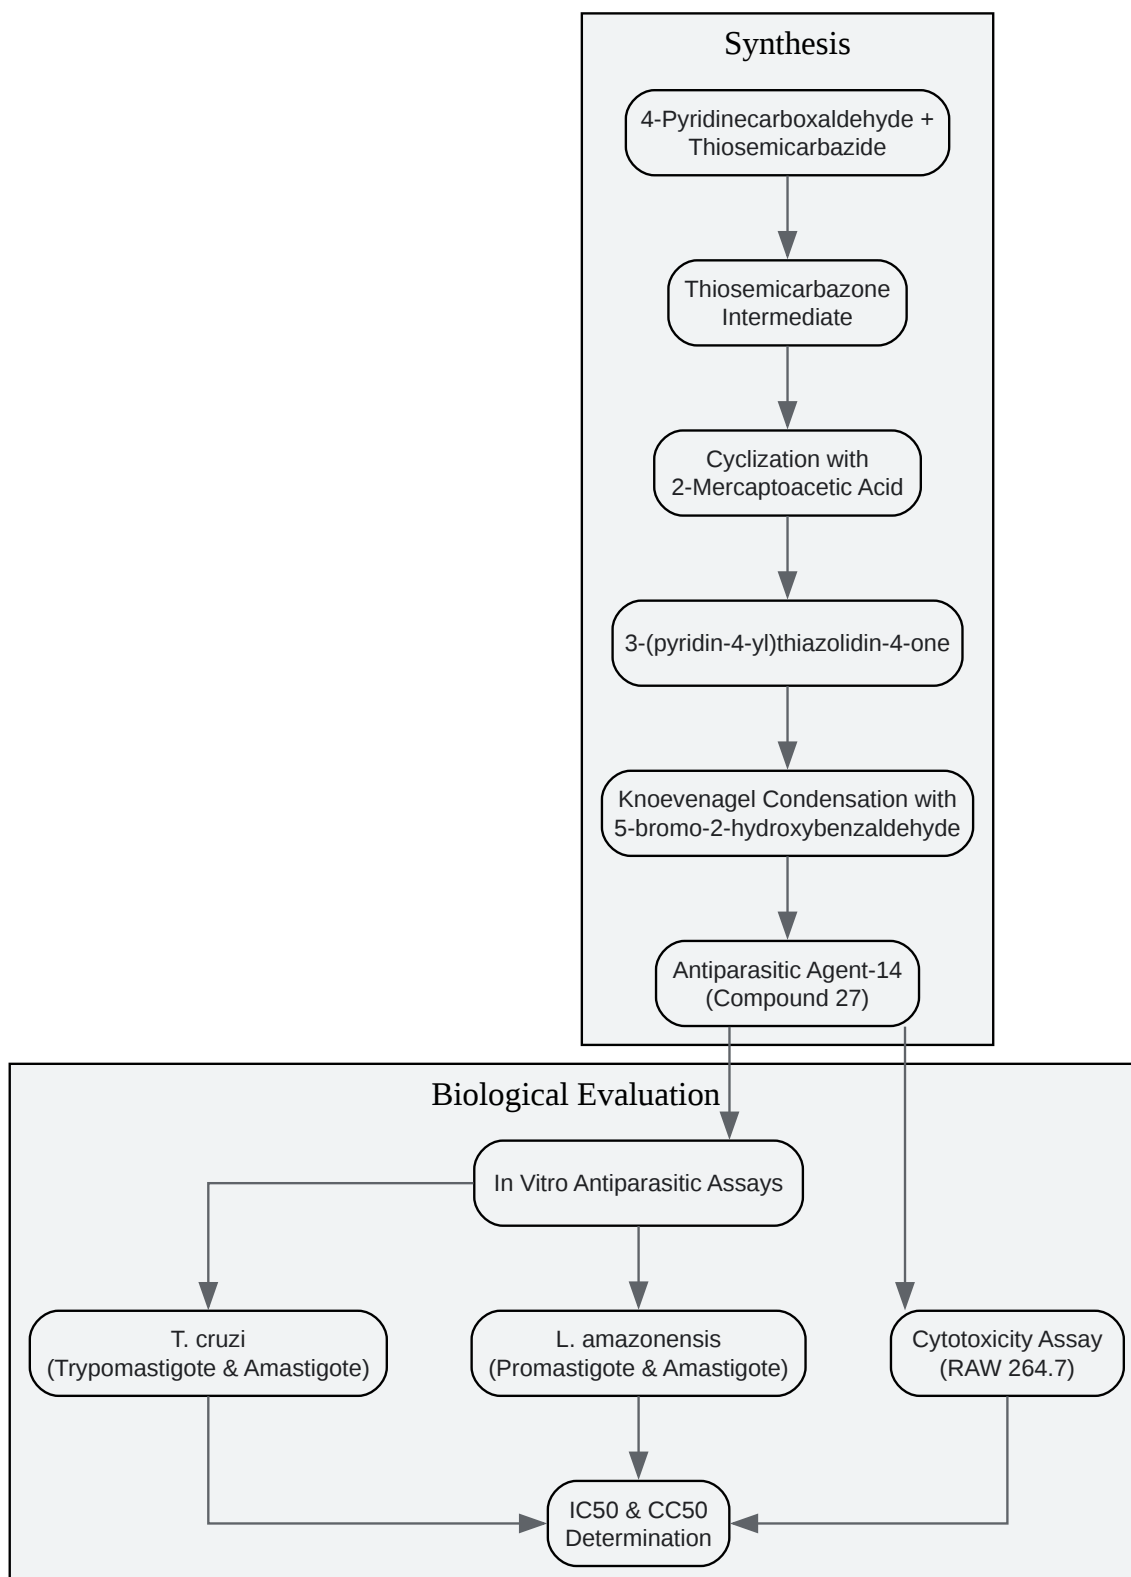 Synthesis
4-Pyridinecarboxaldehyde +
Thiosemicarbazide
Thiosemicarbazone
Intermediate
Cyclization with
2-Mercaptoacetic Acid
3-(pyridin-4-yl)thiazolidin-4-one
Knoevenagel Condensation with
5-bromo-2-hydroxybenzaldehyde
Antiparasitic Agent-14
(Compound 27)
Biological Evaluation
In Vitro Antiparasitic Assays
T. cruzi
(Trypomastigote & Amastigote)
L. amazonensis
(Promastigote & Amastigote)
Cytotoxicity Assay
(RAW 264.7)
IC50 & CC50
Determination